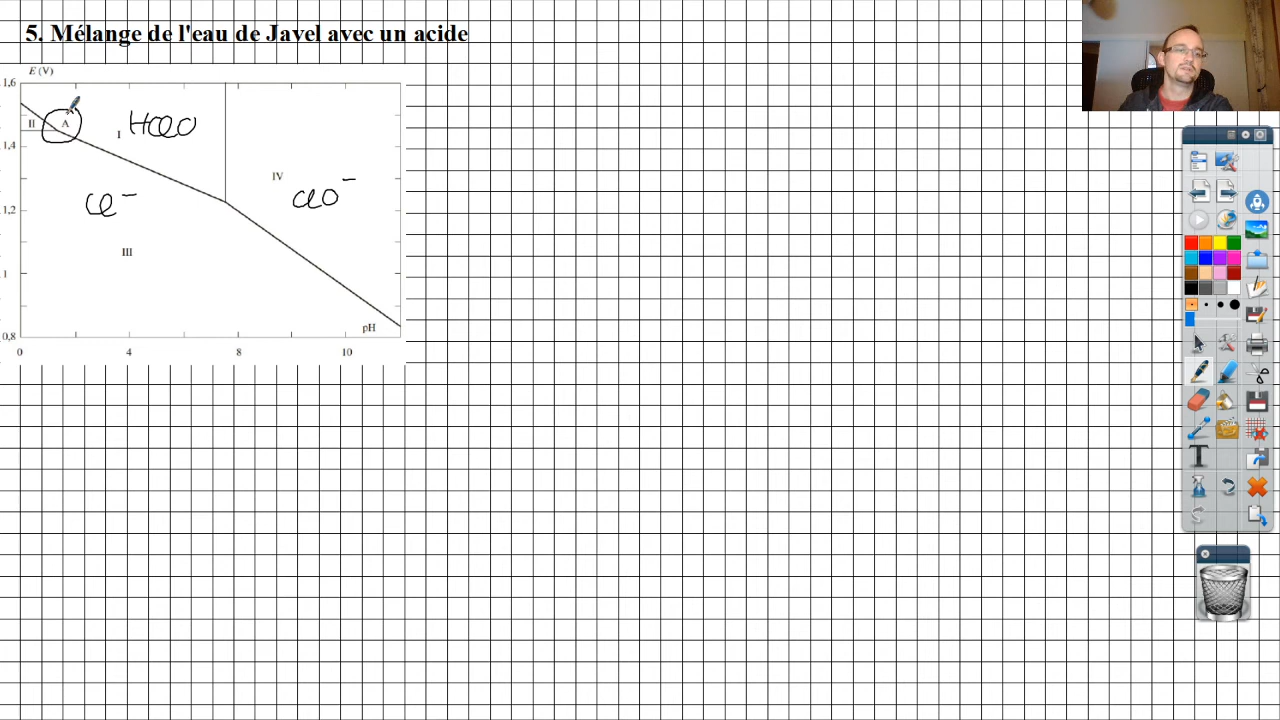 5. Mélange de l'eau de Javel avec un acide
E (V)
1,6
II A I HClO
1,4
IV
Cl⁻ ClO⁻
1,2
III
1
pH
0,8
0 4 8 10
T